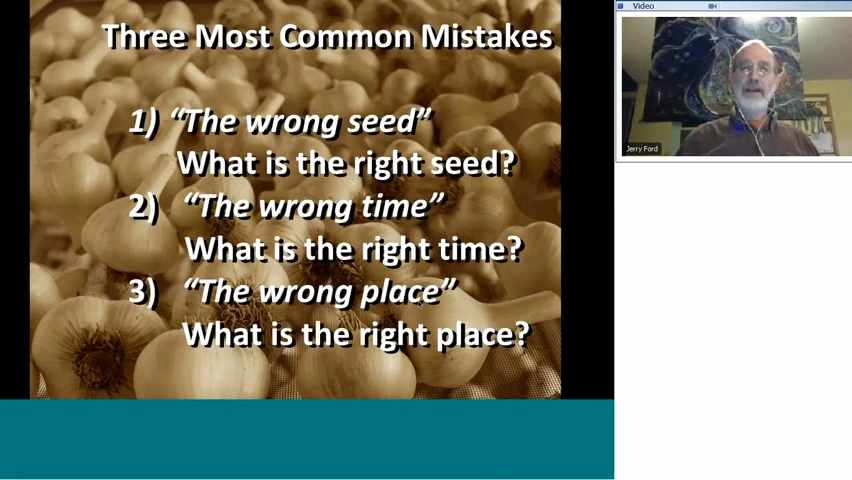 Three Most Common Mistakes
1) “The wrong seed”
What is the right seed?
2) “The wrong time”
What is the right time?
3) “The wrong place”
What is the right place?
Video
Jerry Ford